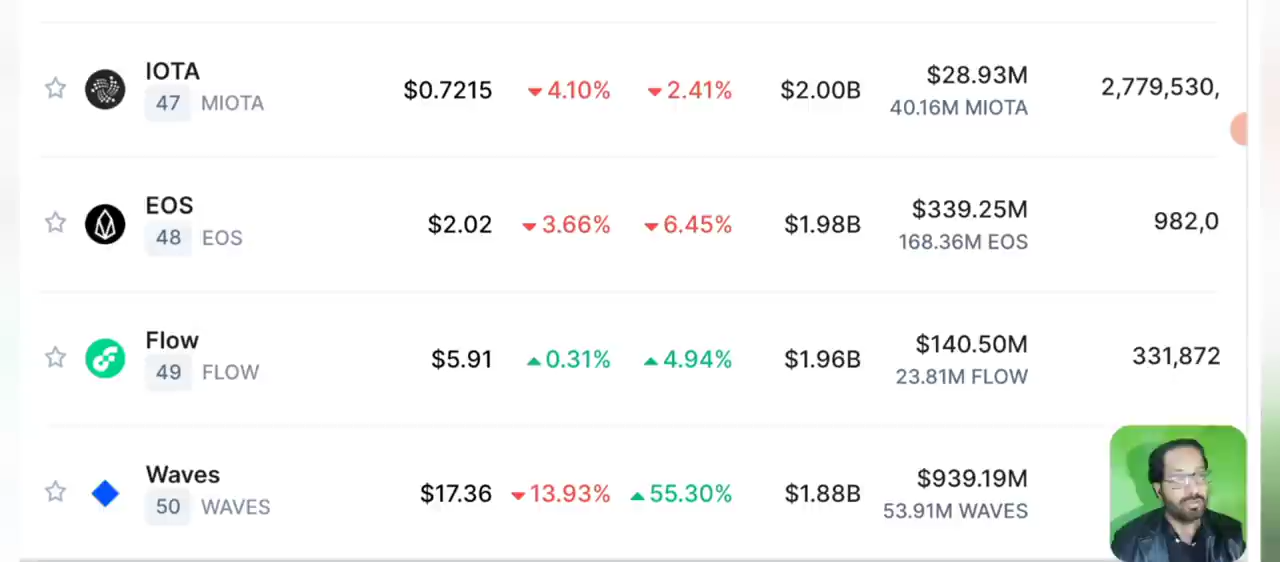 IOTA
47 MIOTA
$0.7215 4.10% 2.41% $2.00B $28.93M 2,779,530,
40.16M MIOTA
EOS
48 EOS
$2.02 3.66% 6.45% $1.98B $339.25M 982,0
168.36M EOS
Flow
49 FLOW
$5.91 0.31% 4.94% $1.96B $140.50M 331,872
23.81M FLOW
Waves
50 WAVES
$17.36 13.93% 55.30% $1.88B $939.19M
53.91M WAVES